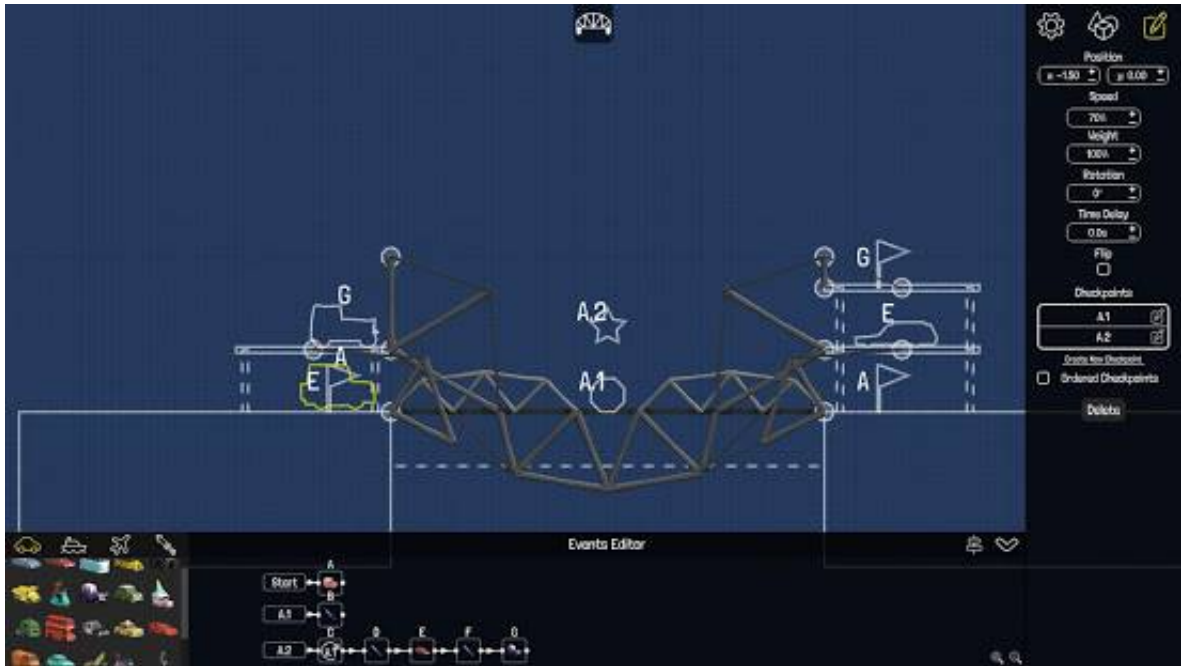 Position
x -1.50
y 0.00
Speed
70%
Weight
100%
Rotation
0°
Time Delay
0.0s
Flip
Checkpoints
A1
A2
Create New Checkpoint
Ordered Checkpoints
Delete
G
A.2
G
E
A
E
A.1
A
Events Editor
A
Start
B
A1
C D E F G
A2